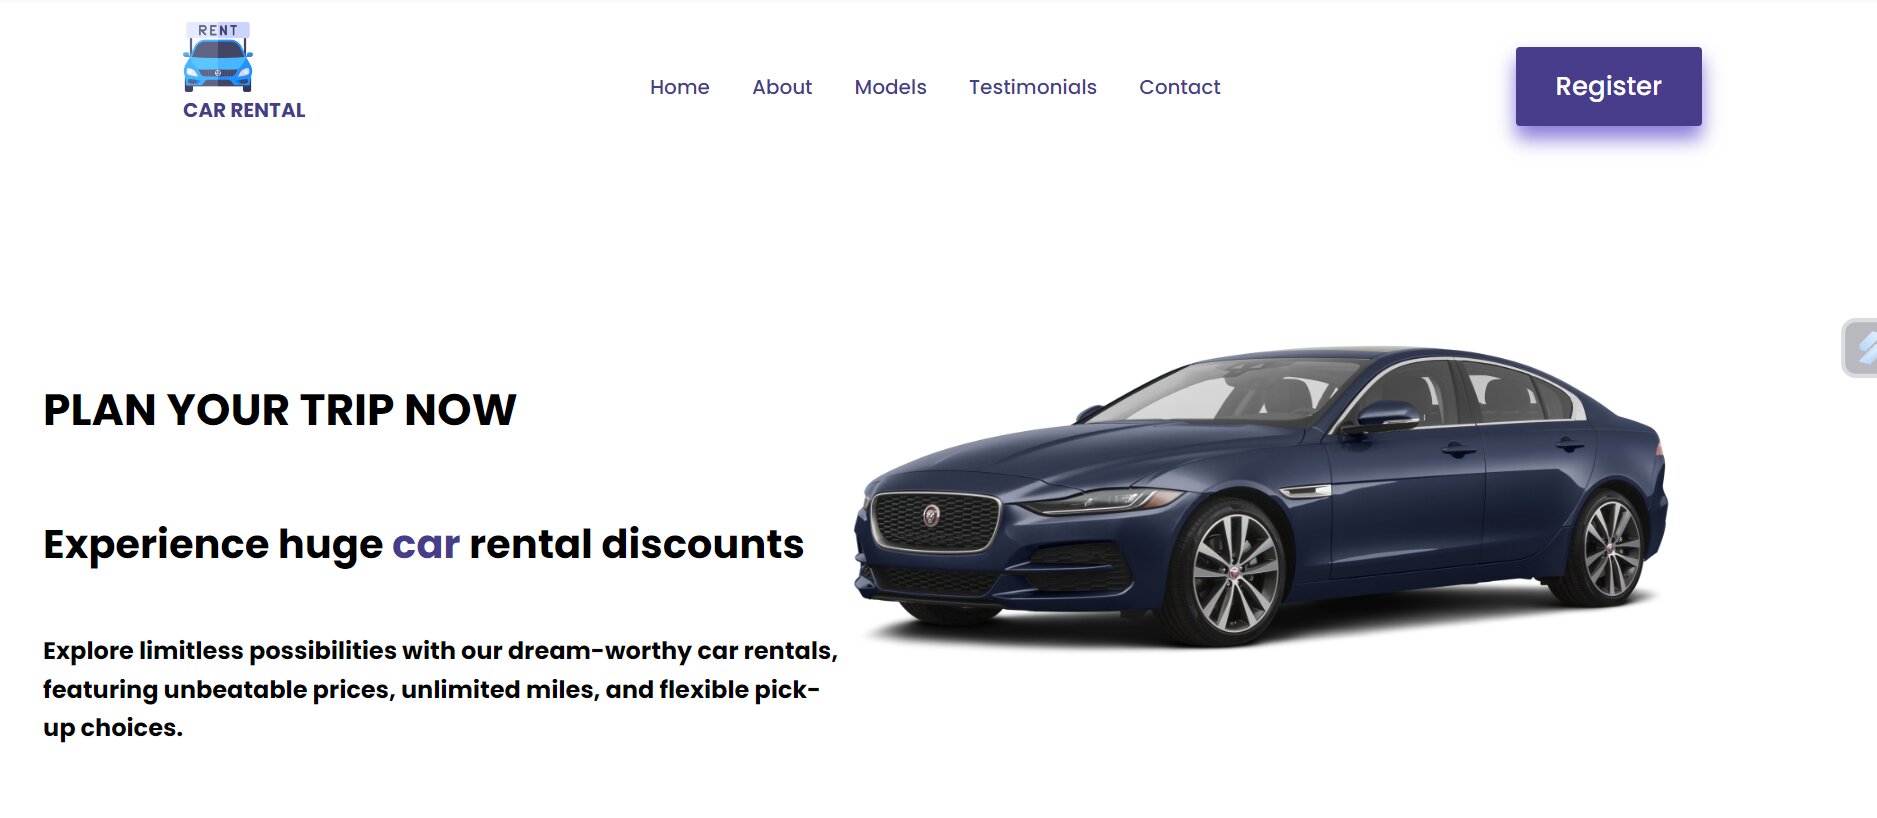 RENT
CAR RENTAL
Home
About
Models
Testimonials
Contact
Register
PLAN YOUR TRIP NOW
Experience huge car rental discounts
Explore limitless possibilities with our dream-worthy car rentals,
featuring unbeatable prices, unlimited miles, and flexible pick-
up choices.